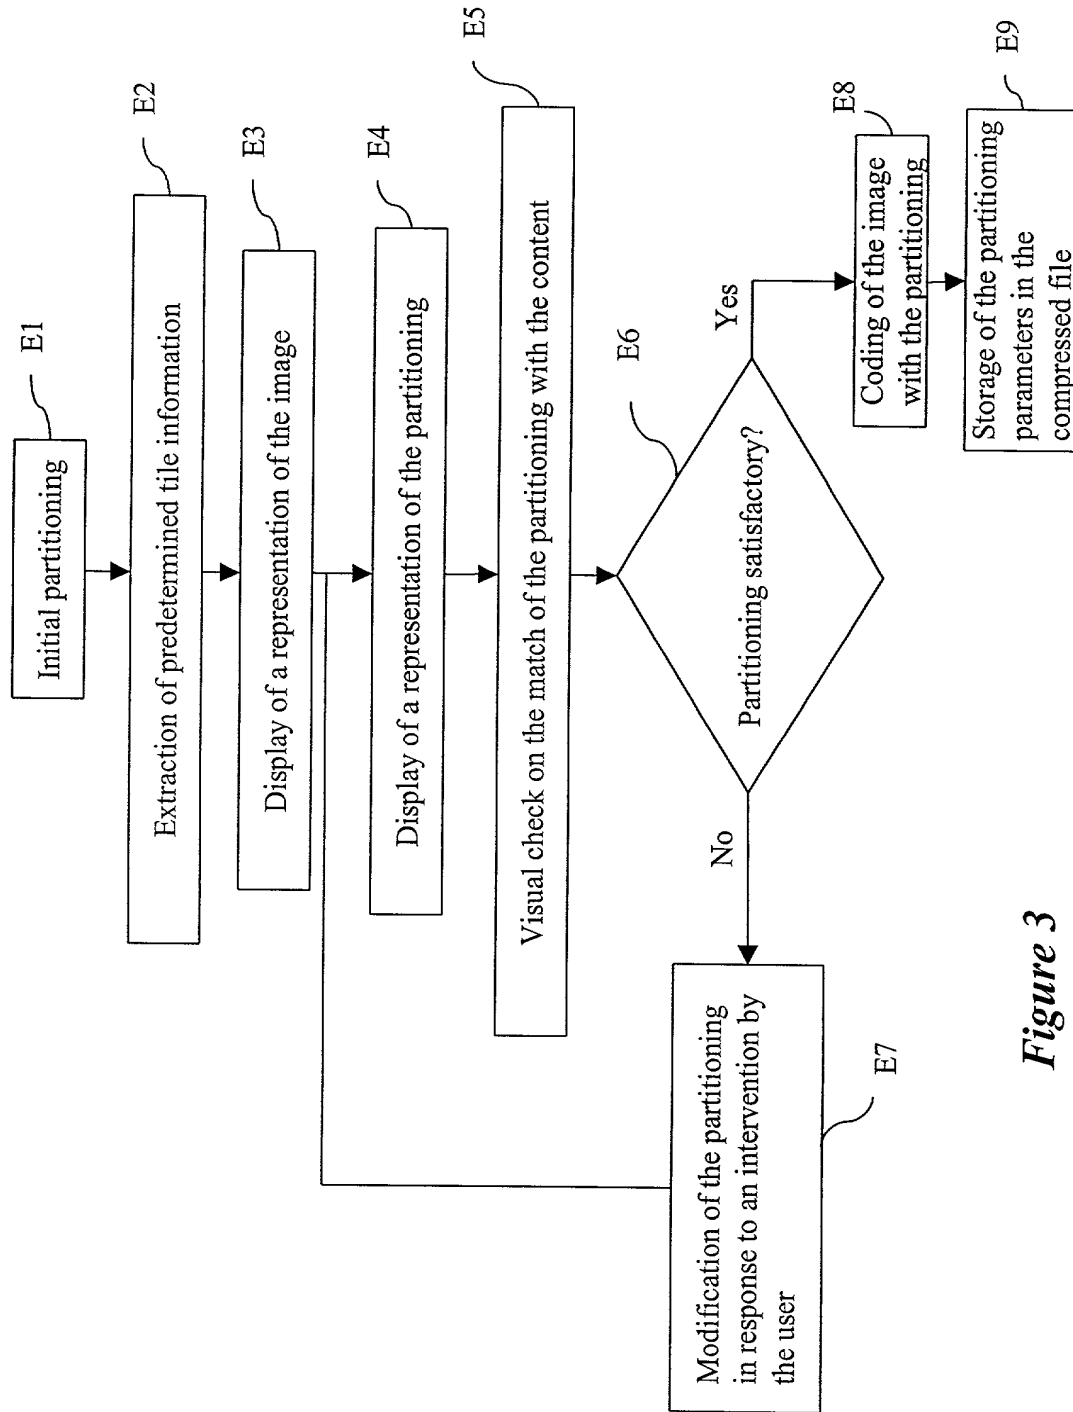 E1
Initial partitioning
E2
Extraction of predetermined tile information
E3
Display of a representation of the image
E4
Display of a representation of the partitioning
E5
Visual check on the match of the partitioning with the content
E6
Partitioning satisfactory?
No
Yes
Modification of the partitioning
in response to an intervention by
the user
E7
E8
Coding of the image
with the partitioning
E9
Storage of the partitioning
parameters in the
compressed file
Figure 3